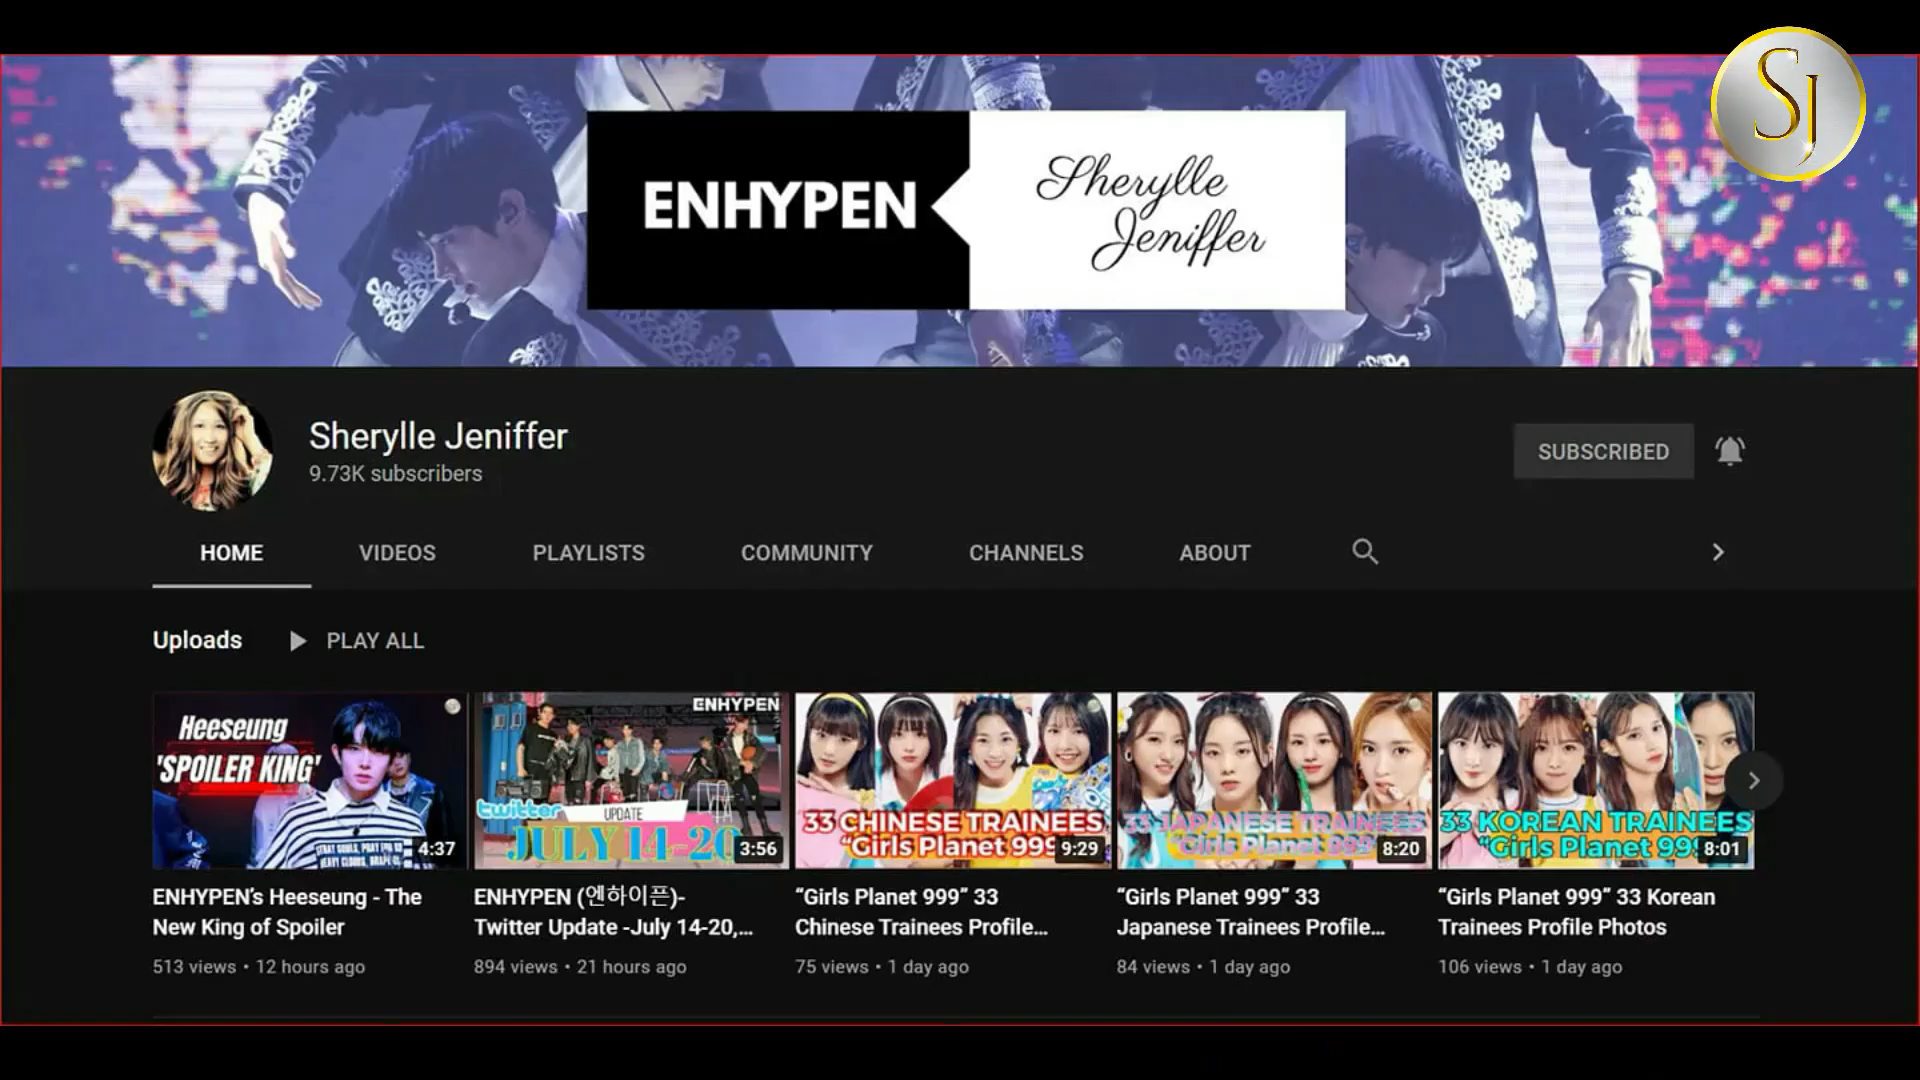 SJ
ENHYPEN
Sherylle
Jeniffer
Sherylle Jeniffer
9.73K subscribers
SUBSCRIBED
HOME
VIDEOS
PLAYLISTS
COMMUNITY
CHANNELS
ABOUT
Uploads
PLAY ALL
Heeseung
'SPOILER KING'
4:37
ENHYPEN
twitter
UPDATE
JULY 14-20
3:56
33 CHINESE TRAINEES
"Girls Planet 999
9:29
33 JAPANESE TRAINEES
"Girls Planet 999
8:20
33 KOREAN TRAINEES
"Girls Planet 999
8:01
ENHYPEN's Heeseung - The
New King of Spoiler
513 views • 12 hours ago
ENHYPEN (엔하이픈)-
Twitter Update -July 14-20,...
894 views • 21 hours ago
“Girls Planet 999” 33
Chinese Trainees Profile...
75 views • 1 day ago
“Girls Planet 999” 33
Japanese Trainees Profile...
84 views • 1 day ago
“Girls Planet 999” 33 Korean
Trainees Profile Photos
106 views • 1 day ago